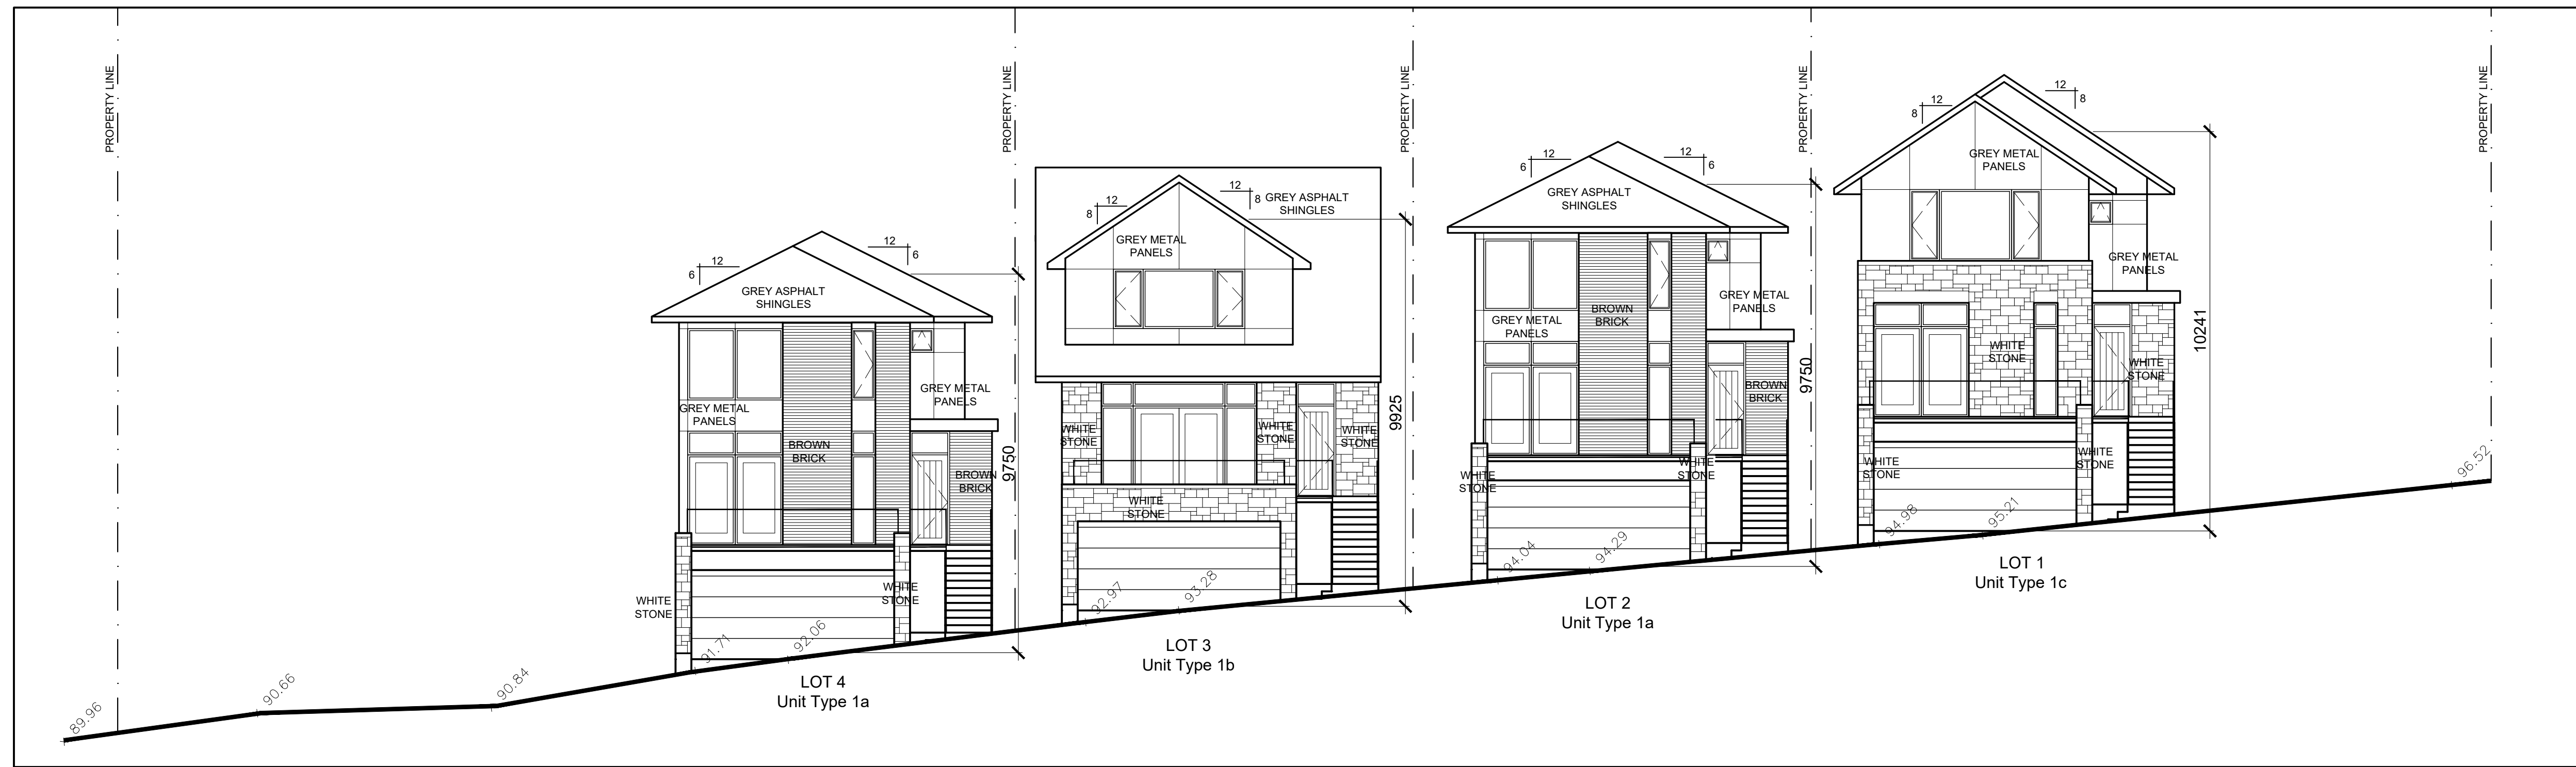 PROPERTY LINE
PROPERTY LINE
PROPERTY LINE
PROPERTY LINE
PROPERTY LINE
12
6
12
6
GREY ASPHALT
SHINGLES
GREY METAL
PANELS
GREY METAL
PANELS
BROWN
BRICK
BROWN
BRICK
9750
WHITE
STONE
WHITE
STONE
89.96
90.66
90.84
91.71
92.06
LOT 4
Unit Type 1a
12
8
12
8
GREY ASPHALT
SHINGLES
GREY METAL
PANELS
WHITE
STONE
WHITE
STONE
WHITE
STONE
9925
WHITE
STONE
92.97
93.28
LOT 3
Unit Type 1b
12
6
12
6
GREY ASPHALT
SHINGLES
GREY METAL
PANELS
GREY METAL
PANELS
BROWN
BRICK
BROWN
BRICK
9750
WHITE
STONE
WHITE
STONE
94.04
94.29
LOT 2
Unit Type 1a
12
8
12
8
GREY METAL
PANELS
GREY METAL
PANELS
10241
WHITE
STONE
WHITE
STONE
WHITE
STONE
WHITE
STONE
94.98
95.21
96.52
LOT 1
Unit Type 1c